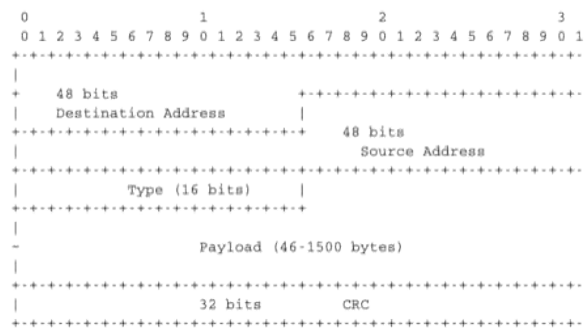 0                   1                   2                   3
0 1 2 3 4 5 6 7 8 9 0 1 2 3 4 5 6 7 8 9 0 1 2 3 4 5 6 7 8 9 0 1
+-+-+-+-+-+-+-+-+-+-+-+-+-+-+-+-+-+-+-+-+-+-+-+-+-+-+-+-+-+-+-+-
|
+   48 bits                     +-+-+-+-+-+-+-+-+-+-+-+-+-+-+-+-
|   Destination Address         |
+-+-+-+-+-+-+-+-+-+-+-+-+-+-+-+-+   48 bits
|                                     Source Address
+-+-+-+-+-+-+-+-+-+-+-+-+-+-+-+-+-+-+-+-+-+-+-+-+-+-+-+-+-+-+-+-
|           Type (16 bits)      |
+-+-+-+-+-+-+-+-+-+-+-+-+-+-+-+-+
|
~                   Payload (46-1500 bytes)
|
+-+-+-+-+-+-+-+-+-+-+-+-+-+-+-+-+-+-+-+-+-+-+-+-+-+-+-+-+-+-+-+-
|                   32 bits         CRC
+-+-+-+-+-+-+-+-+-+-+-+-+-+-+-+-+-+-+-+-+-+-+-+-+-+-+-+-+-+-+-+-